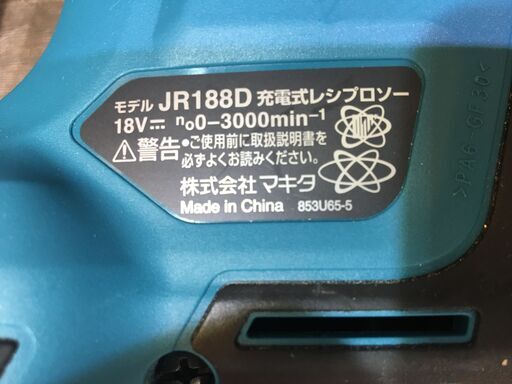 モデル JR188D 充電式レシプロソー
18V⎓ n₀0-3000min⁻¹
⚠警告・ご使用前に取扱説明書を
必ずよくお読みください。
株式会社 マキタ
Made in China 853U65-5
>PA6-GF30<